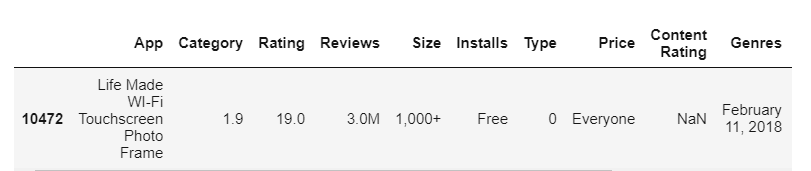 App Category Rating Reviews Size Installs Type Price Content Rating Genres
10472 Life Made WI-Fi Touchscreen Photo Frame 1.9 19.0 3.0M 1,000+ Free 0 Everyone NaN February 11, 2018